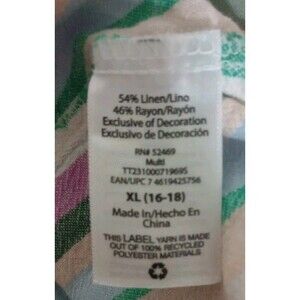 54% Linen/Lino
46% Rayon/Rayón
Exclusive of Decoration
Exclusivo de Decoración
RN# 52469
Multi
TT231000719695
EAN/UPC 7 4619425756
XL (16-18)
Made In/Hecho En
China
THIS LABEL YARN IS MADE
OUT OF 100% RECYCLED
POLYESTER MATERIALS